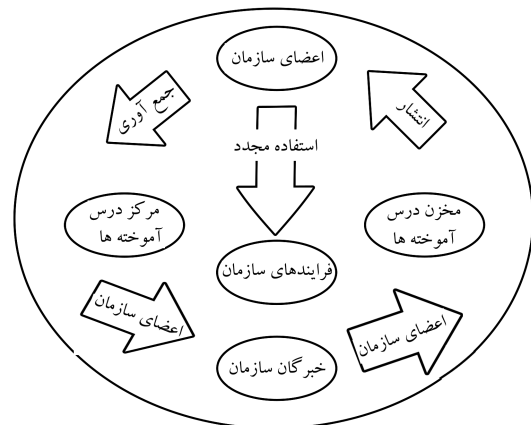 اعضای سازمان
جمع آوری
انتشار
استفاده مجدد
مخزن درس
آموخته ها
مرکز درس
آموخته ها
فرایندهای سازمان
اعضای سازمان
اعضای سازمان
خبرگان سازمان